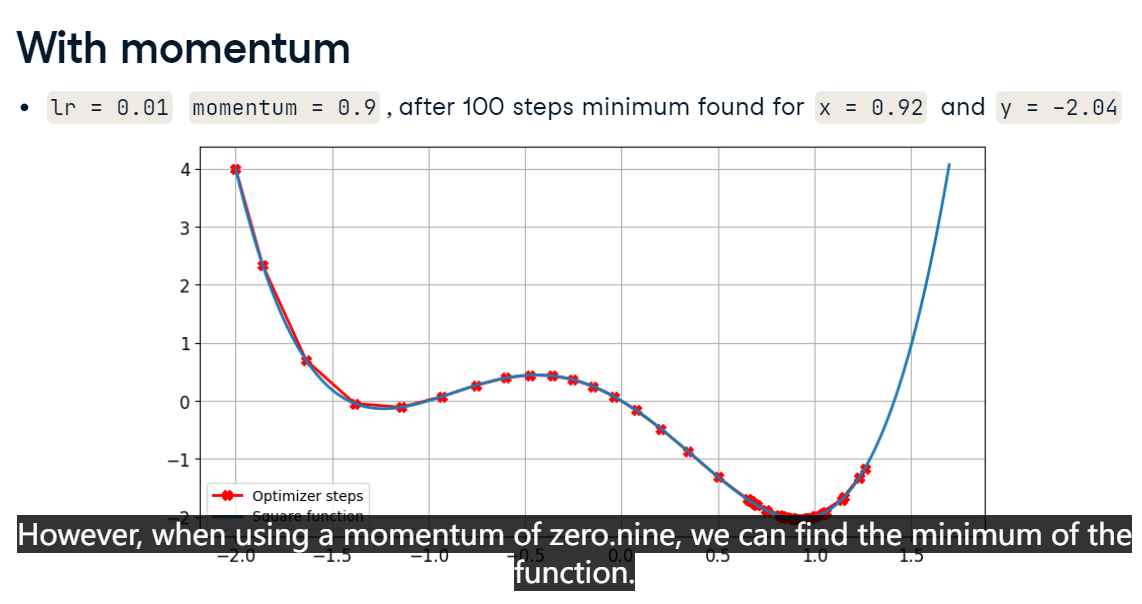 With momentum
• lr = 0.01 momentum = 0.9 , after 100 steps minimum found for x = 0.92 and y = -2.04
4
3
2
1
0
−1
−2
Optimizer steps
Square function
−2.0 −1.5 −1.0 −0.5 0.0 0.5 1.0 1.5
However, when using a momentum of zero.nine, we can find the minimum of the
function.